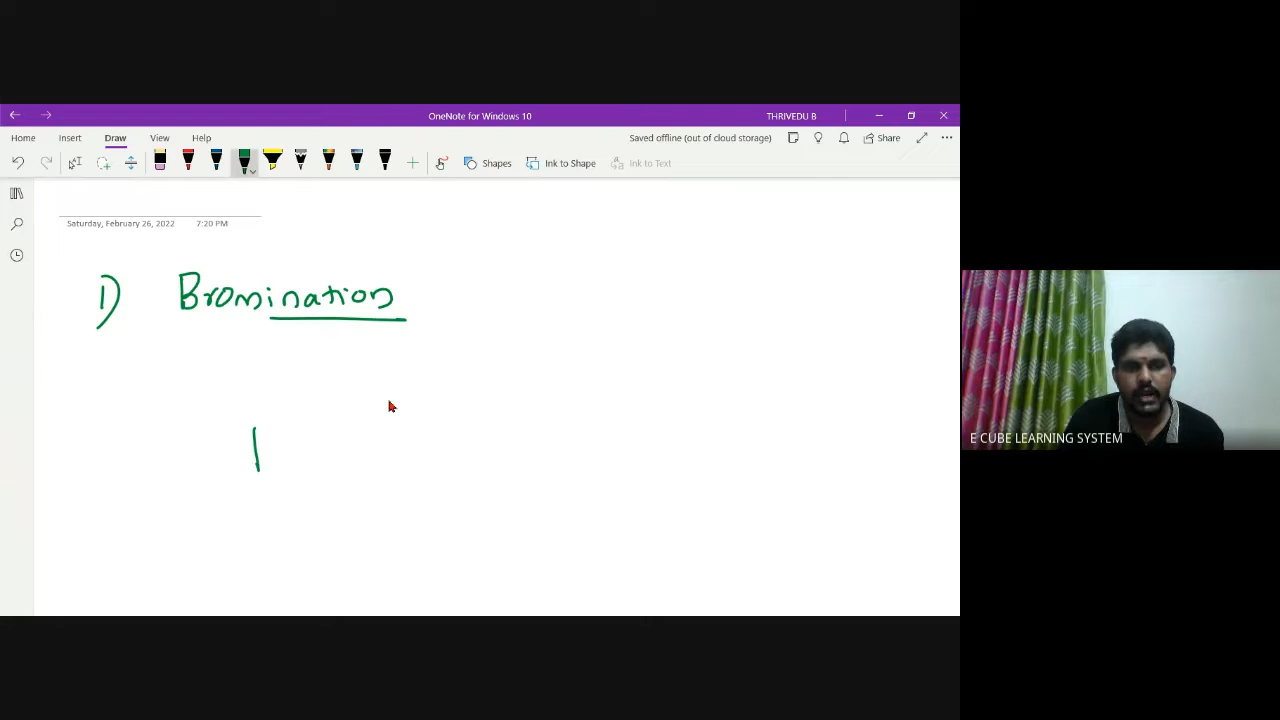 OneNote for Windows 10
THRIVEDU B
Home Insert Draw View Help
Saved offline (out of cloud storage)
Share
Shapes
Ink to Shape
Ink to Text
Saturday, February 26, 2022 7:20 PM
1) Bromination
E CUBE LEARNING SYSTEM